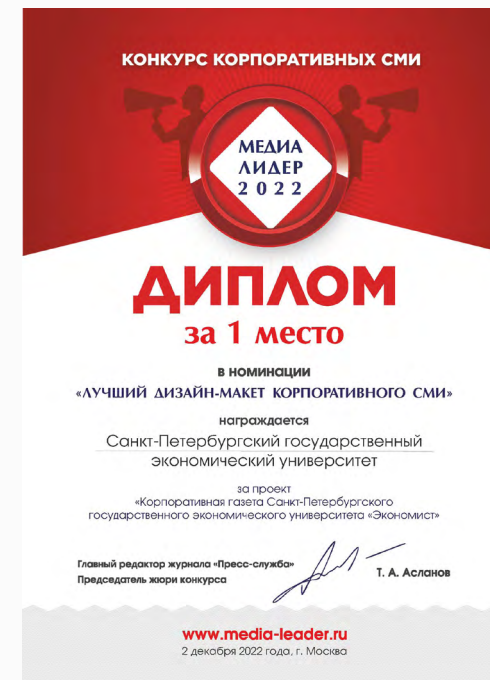 КОНКУРС КОРПОРАТИВНЫХ СМИ
МЕДИА
ЛИДЕР
2022
ДИПЛОМ
за 1 место
в номинации
«ЛУЧШИЙ ДИЗАЙН-МАКЕТ КОРПОРАТИВНОГО СМИ»
награждается
Санкт-Петербургский государственный
экономический университет
за проект
«Корпоративная газета Санкт-Петербургского
государственного экономического университета «Экономист»
Главный редактор журнала «Пресс-служба»
Председатель жюри конкурса
Т. А. Асланов
www.media-leader.ru
2 декабря 2022 года, г. Москва